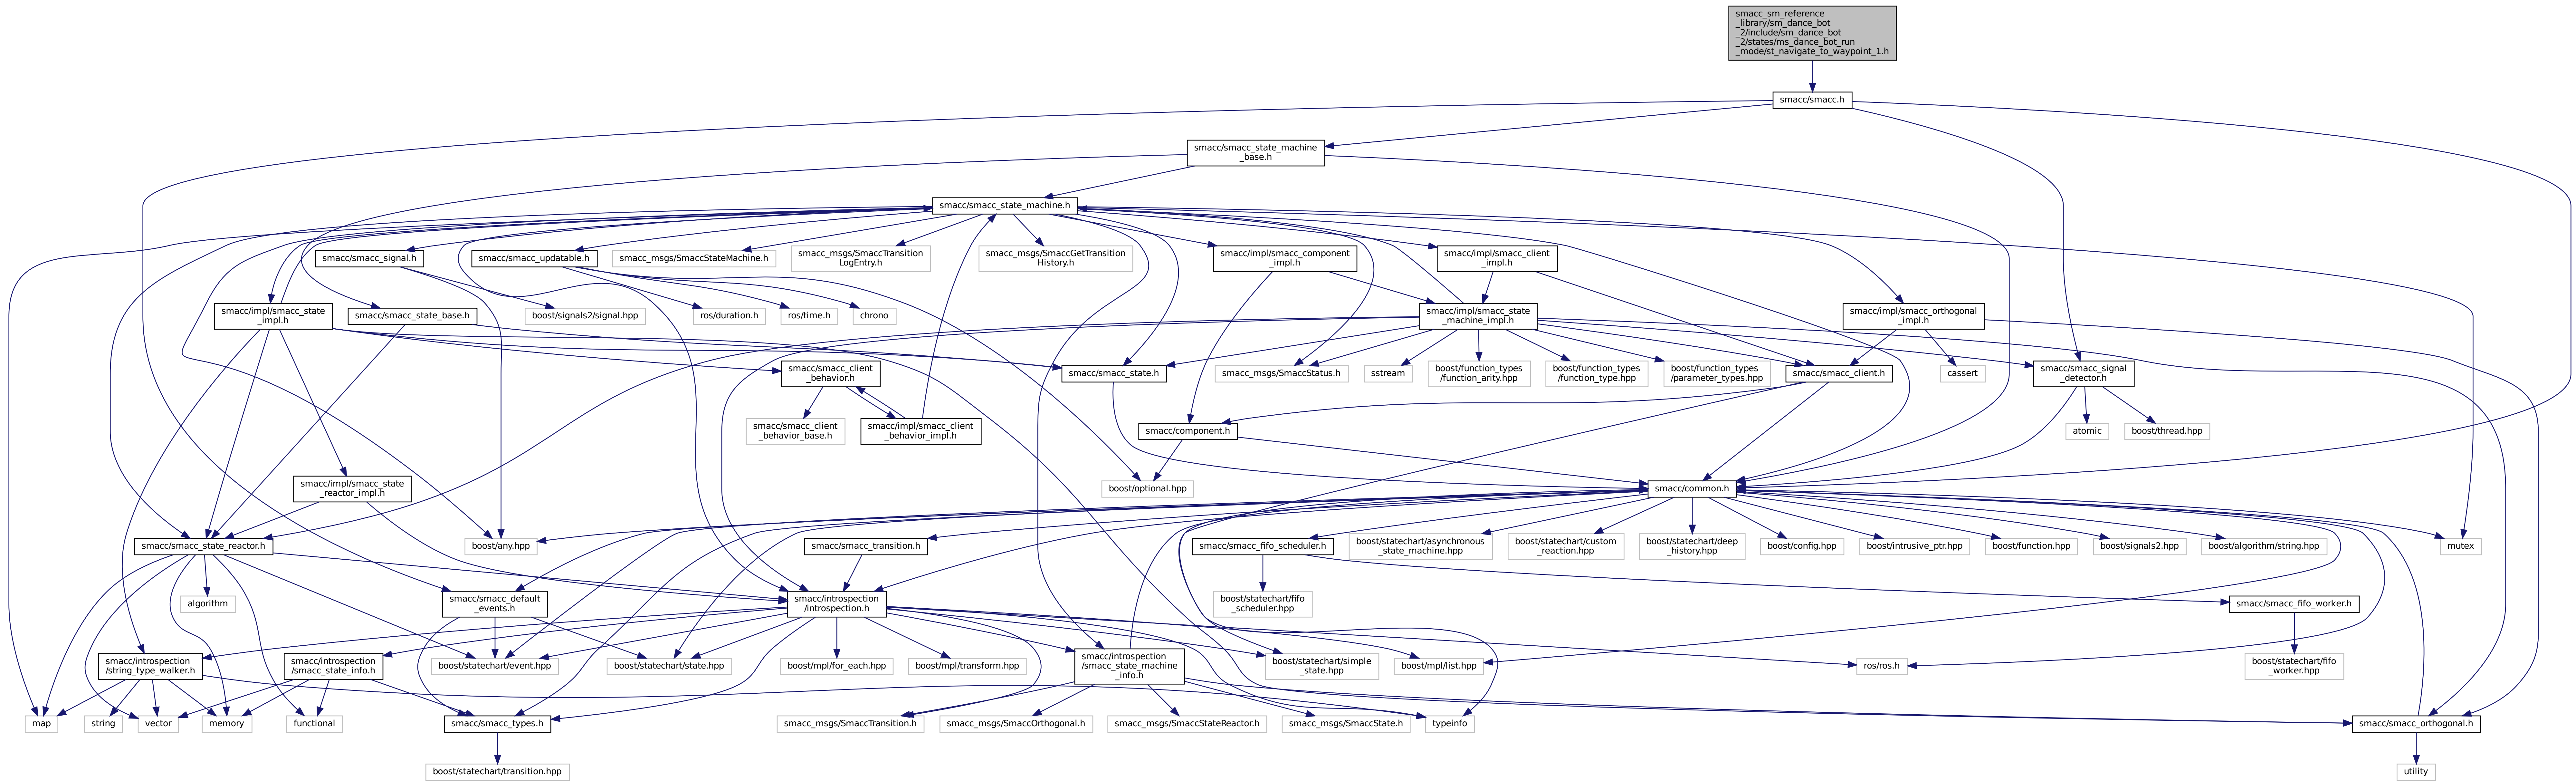 smacc_sm_reference
_library/sm_dance_bot
_2/include/sm_dance_bot
_2/states/ms_dance_bot_run
_mode/st_navigate_to_waypoint_1.h
smacc/smacc.h
smacc/smacc_state_machine
_base.h
smacc/smacc_state_machine.h
smacc/smacc_signal.h
smacc/smacc_updatable.h
smacc_msgs/SmaccStateMachine.h
smacc_msgs/SmaccTransition
LogEntry.h
smacc_msgs/SmaccGetTransition
History.h
smacc/impl/smacc_component
_impl.h
smacc/impl/smacc_client
_impl.h
smacc/impl/smacc_state
_impl.h
smacc/smacc_state_base.h
boost/signals2/signal.hpp
ros/duration.h
ros/time.h
chrono
smacc/impl/smacc_state
_machine_impl.h
smacc/impl/smacc_orthogonal
_impl.h
smacc/smacc_client
_behavior.h
smacc/smacc_state.h
smacc_msgs/SmaccStatus.h
sstream
boost/function_types
/function_arity.hpp
boost/function_types
/function_type.hpp
boost/function_types
/parameter_types.hpp
smacc/smacc_client.h
cassert
smacc/smacc_signal
_detector.h
smacc/smacc_client
_behavior_base.h
smacc/impl/smacc_client
_behavior_impl.h
smacc/component.h
atomic
boost/thread.hpp
smacc/impl/smacc_state
_reactor_impl.h
boost/optional.hpp
smacc/common.h
smacc/smacc_state_reactor.h
boost/any.hpp
smacc/smacc_transition.h
smacc/smacc_fifo_scheduler.h
boost/statechart/asynchronous
_state_machine.hpp
boost/statechart/custom
_reaction.hpp
boost/statechart/deep
_history.hpp
boost/config.hpp
boost/intrusive_ptr.hpp
boost/function.hpp
boost/signals2.hpp
boost/algorithm/string.hpp
mutex
algorithm
smacc/smacc_default
_events.h
smacc/introspection
/introspection.h
boost/statechart/fifo
_scheduler.hpp
smacc/smacc_fifo_worker.h
smacc/introspection
/string_type_walker.h
smacc/introspection
/smacc_state_info.h
boost/statechart/event.hpp
boost/statechart/state.hpp
boost/mpl/for_each.hpp
boost/mpl/transform.hpp
smacc/introspection
/smacc_state_machine
_info.h
boost/statechart/simple
_state.hpp
boost/mpl/list.hpp
ros/ros.h
boost/statechart/fifo
_worker.hpp
map
string
vector
memory
functional
smacc/smacc_types.h
smacc_msgs/SmaccTransition.h
smacc_msgs/SmaccOrthogonal.h
smacc_msgs/SmaccStateReactor.h
smacc_msgs/SmaccState.h
typeinfo
smacc/smacc_orthogonal.h
boost/statechart/transition.hpp
utility